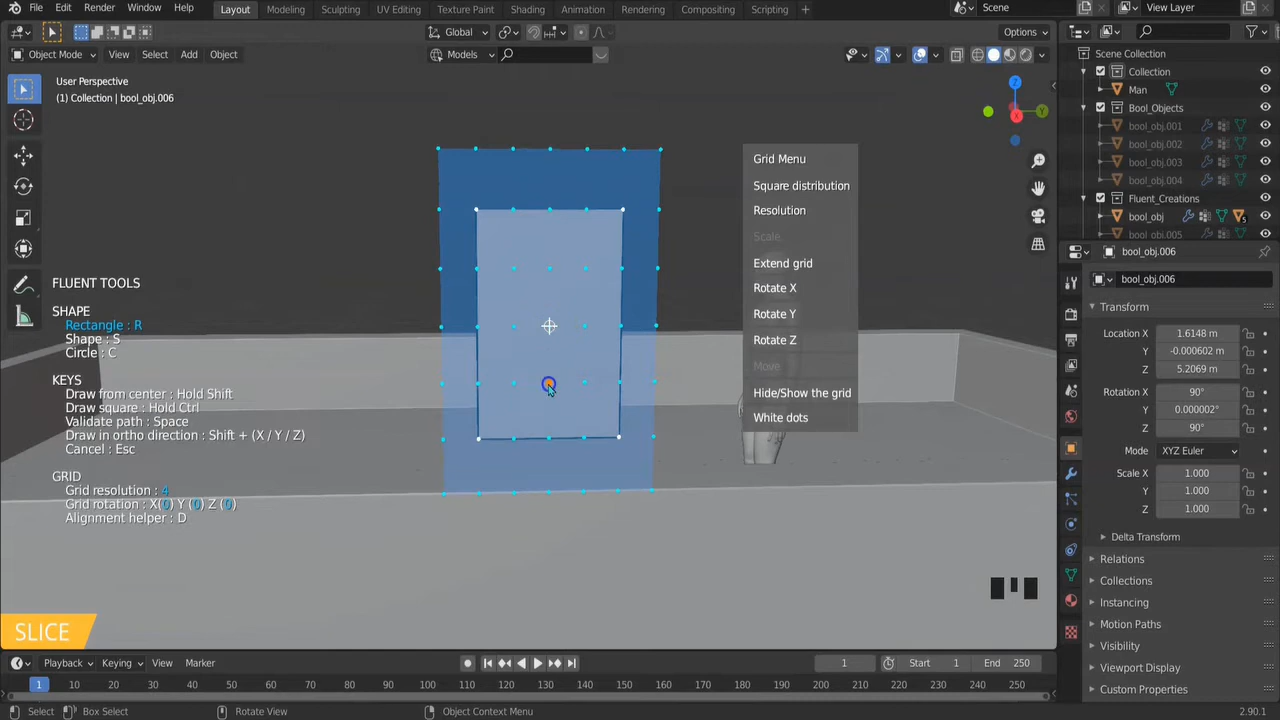 File Edit Render Window Help Layout Modeling Sculpting UV Editing Texture Paint Shading Animation Rendering Compositing Scripting + Scene View Layer
Global Options
Object Mode View Select Add Object Models
User Perspective
(1) Collection | bool_obj.006
Z
Y
X
Scene Collection
Collection
Man
Bool_Objects
bool_obj.001
bool_obj.002
bool_obj.003
bool_obj.004
Fluent_Creations
bool_obj 5
bool_obj.005
Grid Menu
Square distribution
Resolution
Scale
Extend grid
Rotate X
Rotate Y
Rotate Z
Move
Hide/Show the grid
White dots
FLUENT TOOLS
SHAPE
Rectangle : R
Shape : S
Circle : C
KEYS
Draw from center : Hold Shift
Draw square : Hold Ctrl
Validate path : Space
Draw in ortho direction : Shift + (X / Y / Z)
Cancel : Esc
GRID
Grid resolution : 4
Grid rotation : X(0) Y (0) Z (0)
Alignment helper : D
SLICE
bool_obj.006
bool_obj.006
Transform
Location X 1.6148 m
Y -0.000602 m
Z 5.2069 m
Rotation X 90°
Y 0.000002°
Z 90°
Mode XYZ Euler
Scale X 1.000
Y 1.000
Z 1.000
Delta Transform
Relations
Collections
Instancing
Motion Paths
Visibility
Viewport Display
Custom Properties
Playback Keying View Marker 1 Start 1 End 250
1 10 20 30 40 50 60 70 80 90 100 110 120 130 140 150 160 170 180 190 200 210 220 230 240 250
Select Box Select Rotate View Object Context Menu 2.90.1